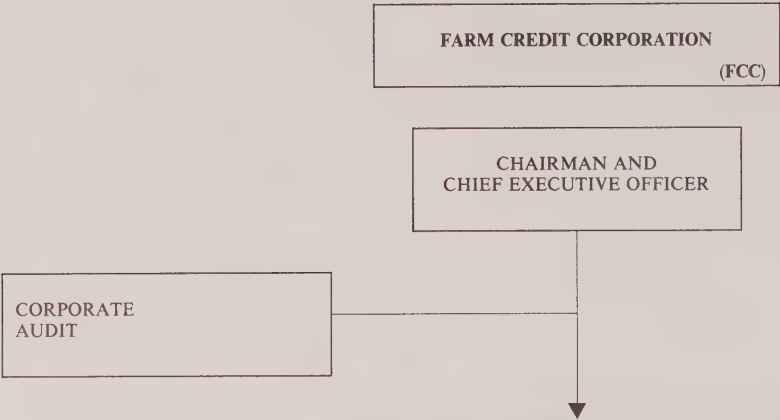 FARM CREDIT CORPORATION
(FCC)
CHAIRMAN AND
CHIEF EXECUTIVE OFFICER
CORPORATE
AUDIT